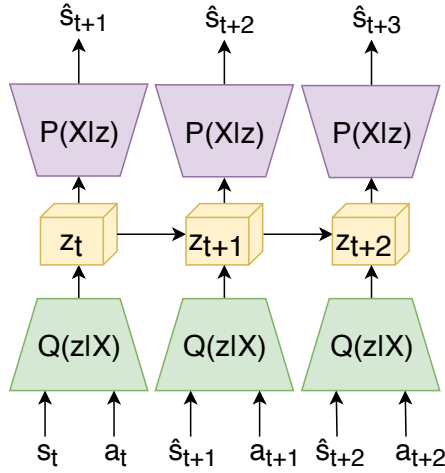 ŝt+1 ŝt+2 ŝt+3
P(X|z) P(X|z) P(X|z)
zt zt+1 zt+2
Q(z|X) Q(z|X) Q(z|X)
st at ŝt+1 at+1 ŝt+2 at+2